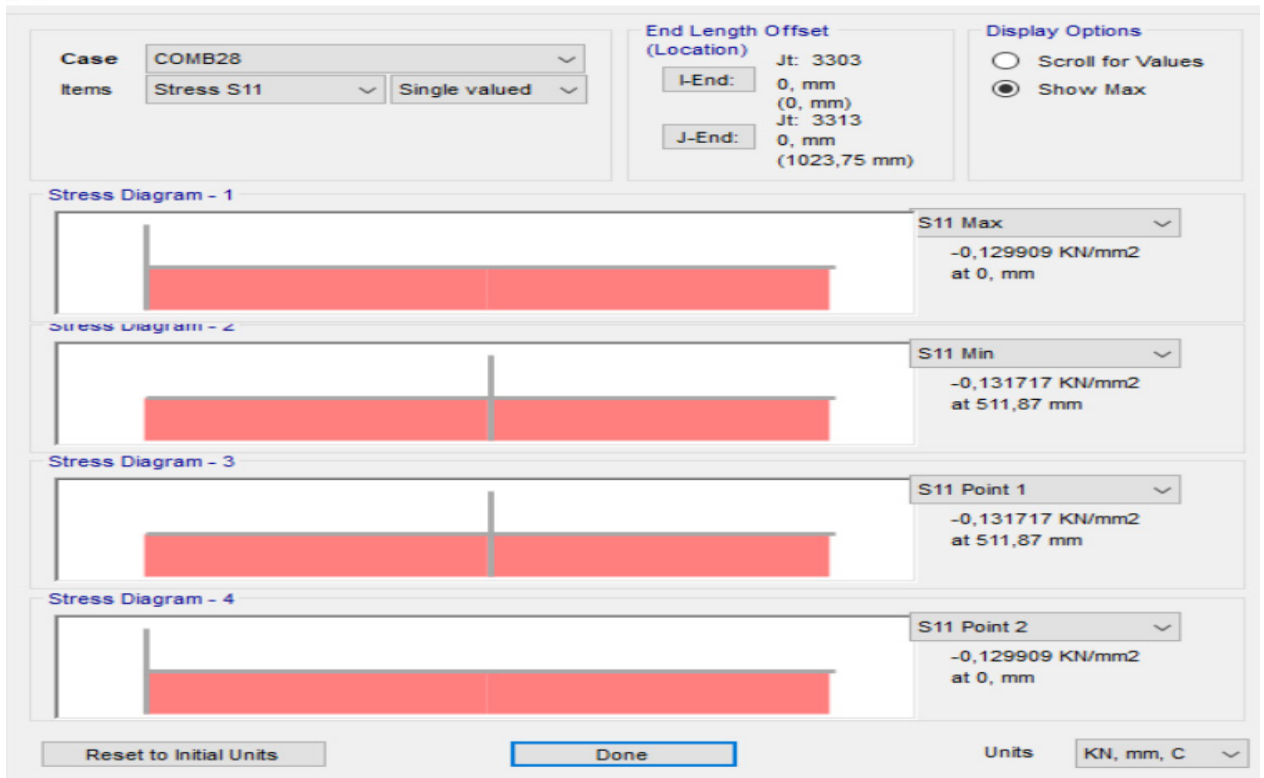 Case COMB28
Items Stress S11 Single valued
End Length Offset
(Location)
Jt: 3303
I-End: 0, mm
(0, mm)
Jt: 3313
J-End: 0, mm
(1023,75 mm)
Display Options
Scroll for Values
Show Max
Stress Diagram - 1
S11 Max
-0,129909 KN/mm2
at 0, mm
Stress Diagram - 2
S11 Min
-0,131717 KN/mm2
at 511,87 mm
Stress Diagram - 3
S11 Point 1
-0,131717 KN/mm2
at 511,87 mm
Stress Diagram - 4
S11 Point 2
-0,129909 KN/mm2
at 0, mm
Reset to Initial Units Done Units KN, mm, C